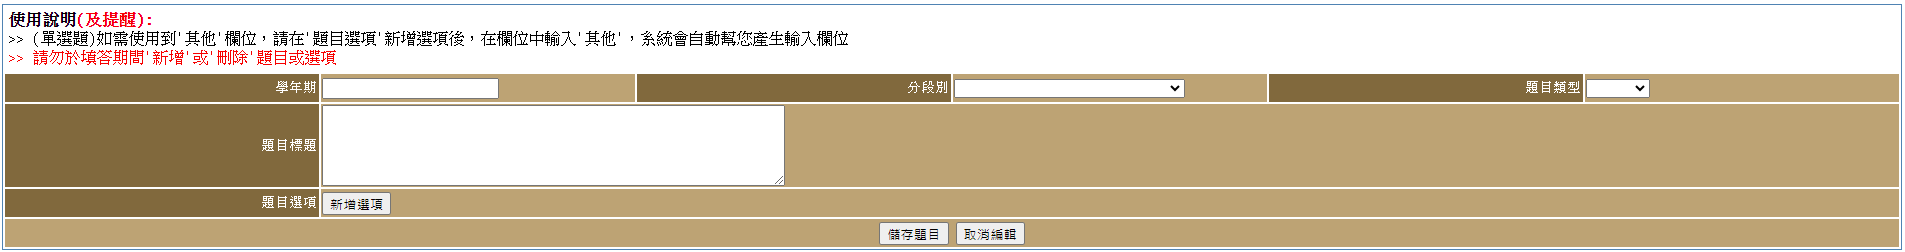 使用說明(及提醒):
>> (單選題)如需使用到'其他'欄位，請在'題目選項'新增選項後，在欄位中輸入'其他'，系統會自動幫您產生輸入欄位
>> 請勿於填答期間'新增'或'刪除'題目或選項
學年期 分段別 題目類型
題目標題
題目選項 新增選項
儲存題目 取消編輯